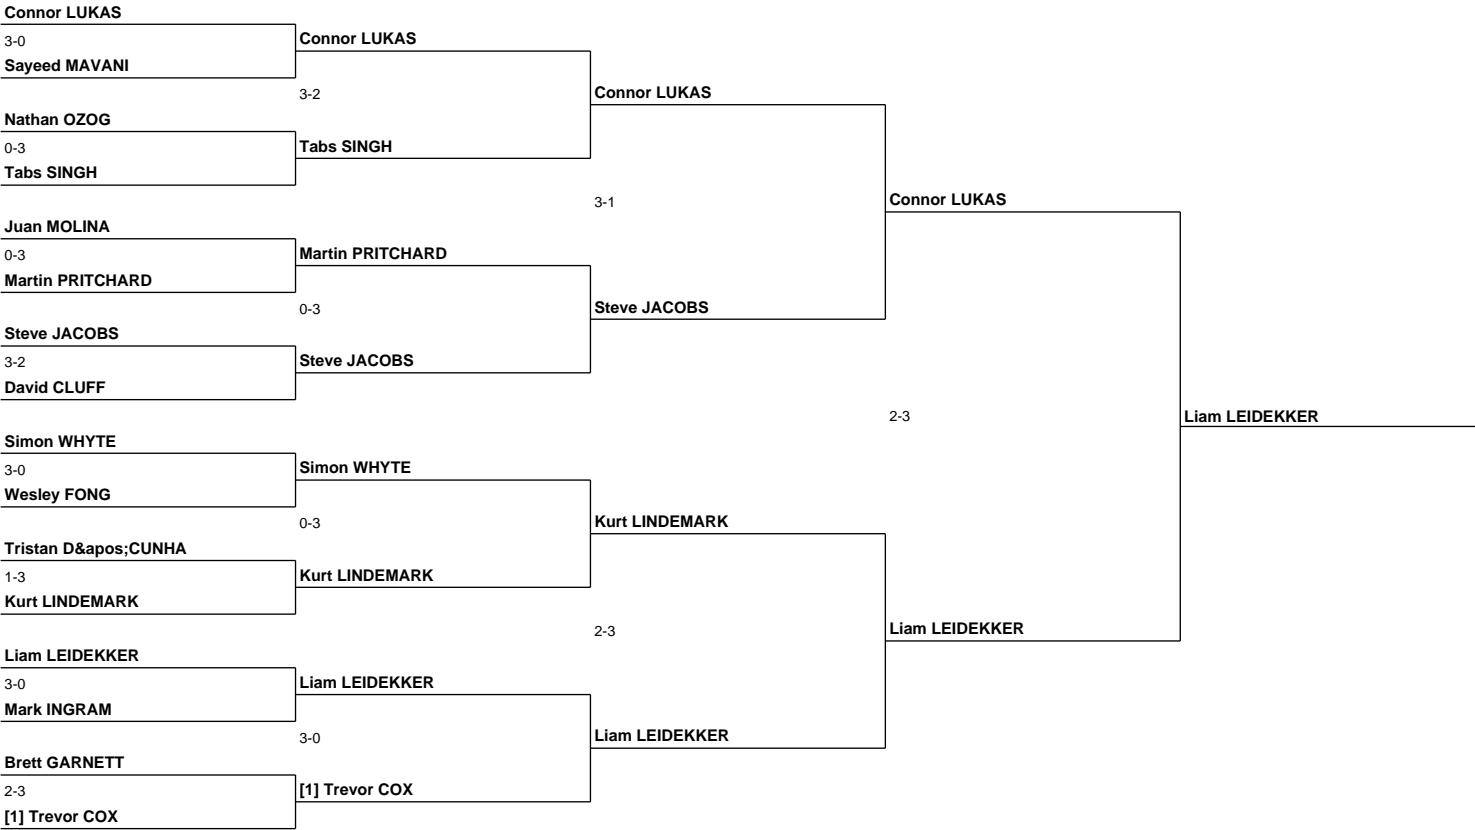 Connor LUKAS
3-0
Sayeed MAVANI
Nathan OZOG
0-3
Tabs SINGH
Juan MOLINA
0-3
Martin PRITCHARD
Steve JACOBS
3-2
David CLUFF
Simon WHYTE
3-0
Wesley FONG
Tristan D&apos;CUNHA
1-3
Kurt LINDEMARK
Liam LEIDEKKER
3-0
Mark INGRAM
Brett GARNETT
2-3
[1] Trevor COX
Connor LUKAS
3-2
Tabs SINGH
Martin PRITCHARD
0-3
Steve JACOBS
Simon WHYTE
0-3
Kurt LINDEMARK
Liam LEIDEKKER
3-0
[1] Trevor COX
Connor LUKAS
3-1
Steve JACOBS
Kurt LINDEMARK
2-3
Liam LEIDEKKER
Connor LUKAS
2-3
Liam LEIDEKKER
Liam LEIDEKKER